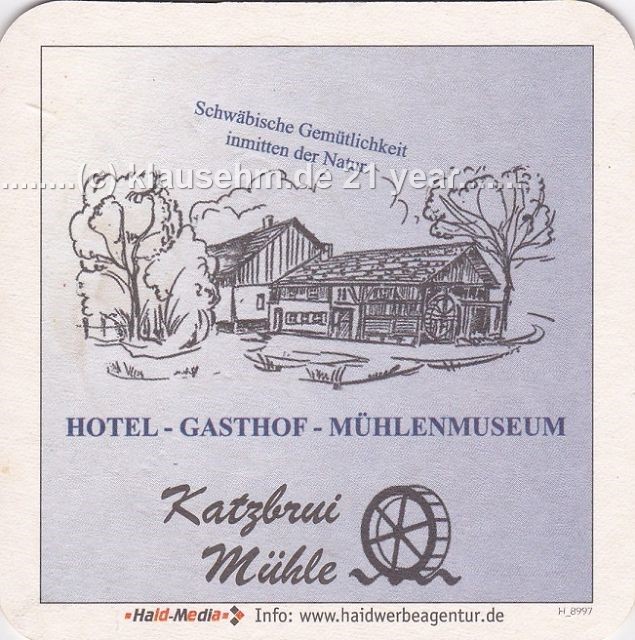 Schwäbische Gemütlichkeit
inmitten der Natur
........(c) klausehm.de 21 year......
HOTEL - GASTHOF - MÜHLENMUSEUM
Katzbrui
Mühle
Haid-Media Info: www.haidwerbeagentur.de
H_8997